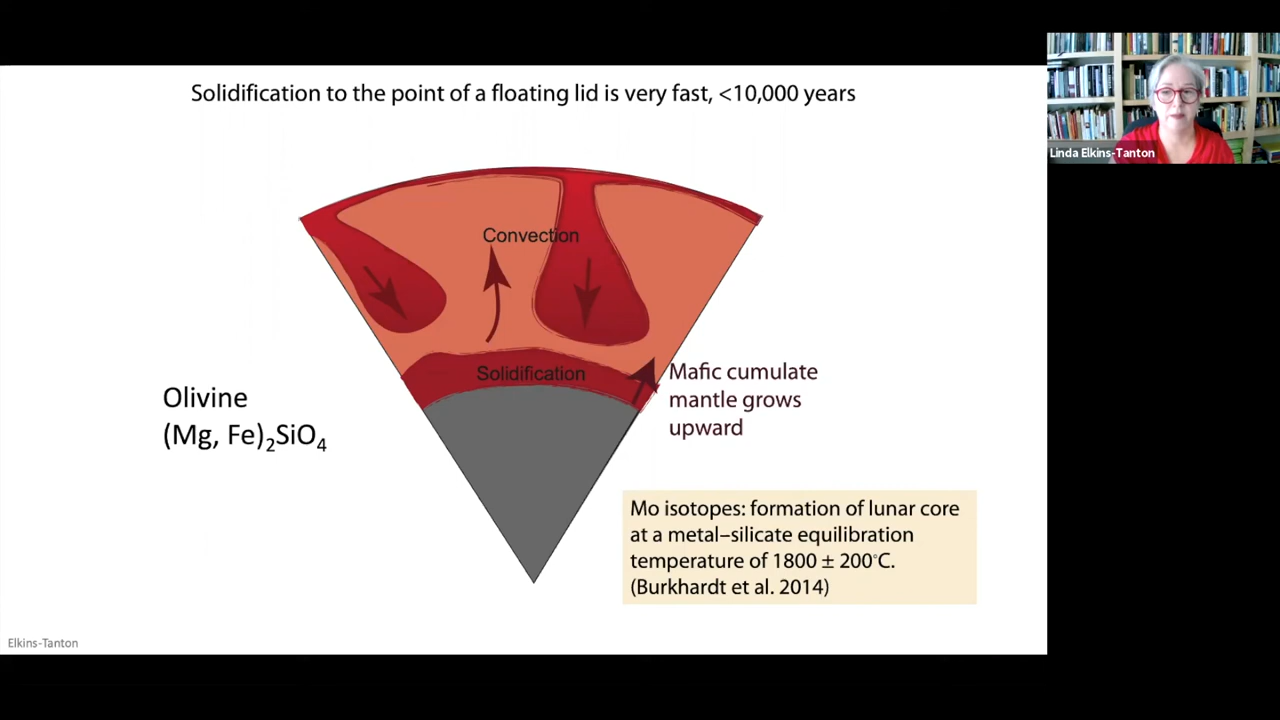 Solidification to the point of a floating lid is very fast, <10,000 years
Linda Elkins-Tanton
Convection
Solidification
Mafic cumulate
mantle grows
upward
Olivine
(Mg, Fe)₂SiO₄
Mo isotopes: formation of lunar core
at a metal–silicate equilibration
temperature of 1800 ± 200°C.
(Burkhardt et al. 2014)
Elkins-Tanton